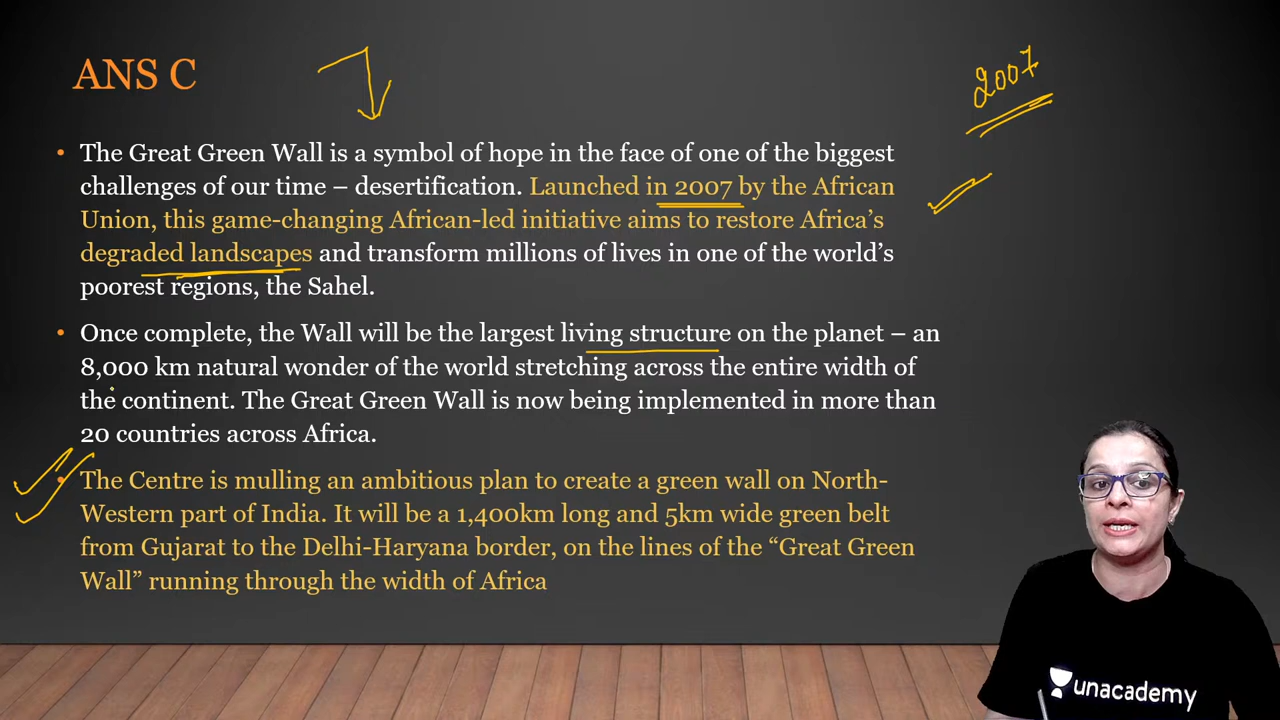 ANS C
2007
• The Great Green Wall is a symbol of hope in the face of one of the biggest
challenges of our time – desertification. Launched in 2007 by the African
Union, this game-changing African-led initiative aims to restore Africa's
degraded landscapes and transform millions of lives in one of the world's
poorest regions, the Sahel.
• Once complete, the Wall will be the largest living structure on the planet – an
8,000 km natural wonder of the world stretching across the entire width of
the continent. The Great Green Wall is now being implemented in more than
20 countries across Africa.
• The Centre is mulling an ambitious plan to create a green wall on North-
Western part of India. It will be a 1,400km long and 5km wide green belt
from Gujarat to the Delhi-Haryana border, on the lines of the “Great Green
Wall” running through the width of Africa
unacademy